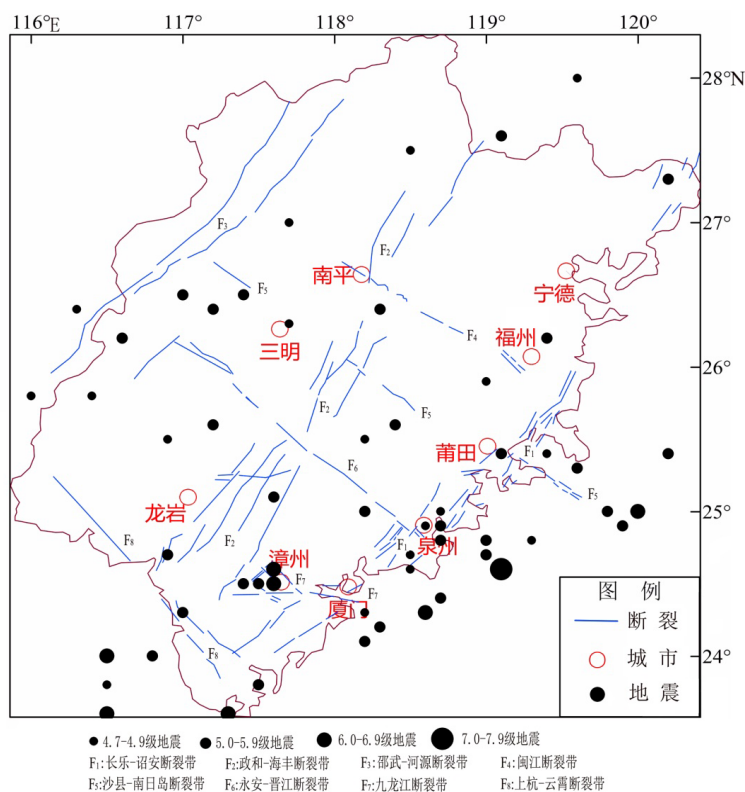 116°E 117° 118° 119° 120°
28°N
27°
F3
F2
南平
宁德
F5
F4
福州
三明
26°
F2
F5
莆田
F1
F6
F5
龙岩
25°
F8
F2
F1
泉州
漳州
F7
F7
厦门
F8
24°
图 例
断裂
城市
地震
4.7-4.9级地震 5.0-5.9级地震 6.0-6.9级地震 7.0-7.9级地震
F1:长乐-诏安断裂带 F2:政和-海丰断裂带 F3:邵武-河源断裂带 F4:闽江断裂带
F5:沙县-南日岛断裂带 F6:永安-晋江断裂带 F7:九龙江断裂带 F8:上杭-云霄断裂带